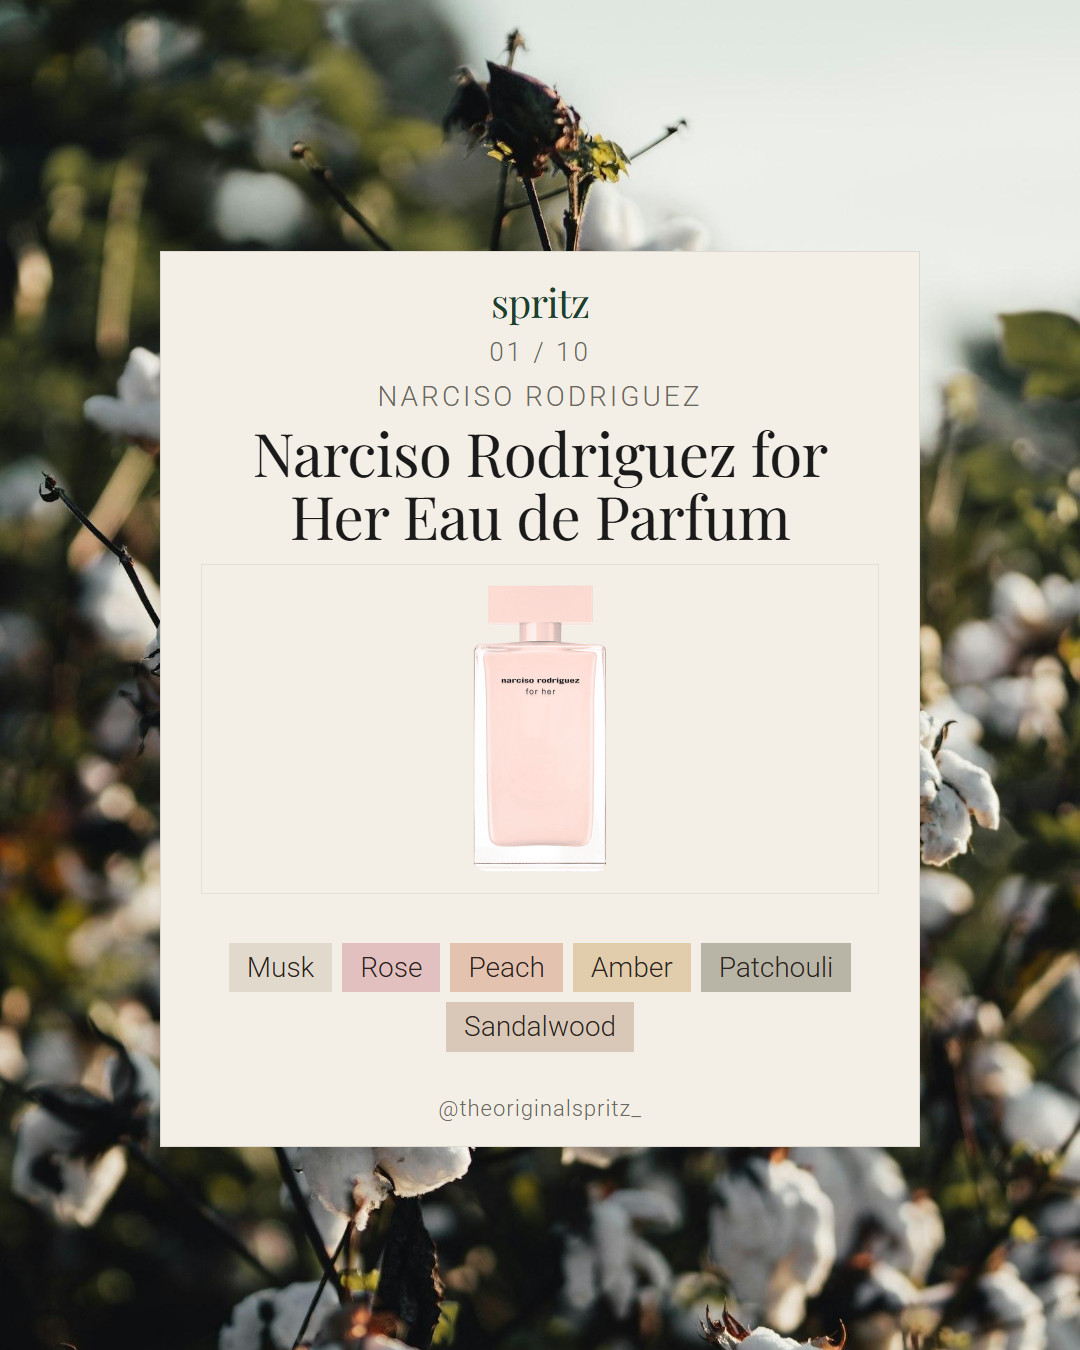 spritz
01 / 10
NARCISO RODRIGUEZ
Narciso Rodriguez for
Her Eau de Parfum
narciso rodriguez
for her
Musk Rose Peach Amber Patchouli
Sandalwood
@theoriginalspritz_